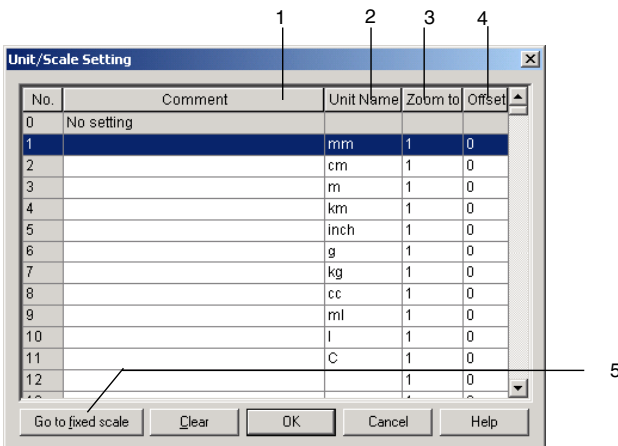 1 2 3 4
Unit/Scale Setting
No. Comment Unit Name Zoom to Offset
0 No setting
1 mm 1 0
2 cm 1 0
3 m 1 0
4 km 1 0
5 inch 1 0
6 g 1 0
7 kg 1 0
8 cc 1 0
9 ml 1 0
10 l 1 0
11 C 1 0
12 1 0
5
Go to fixed scale Clear OK Cancel Help